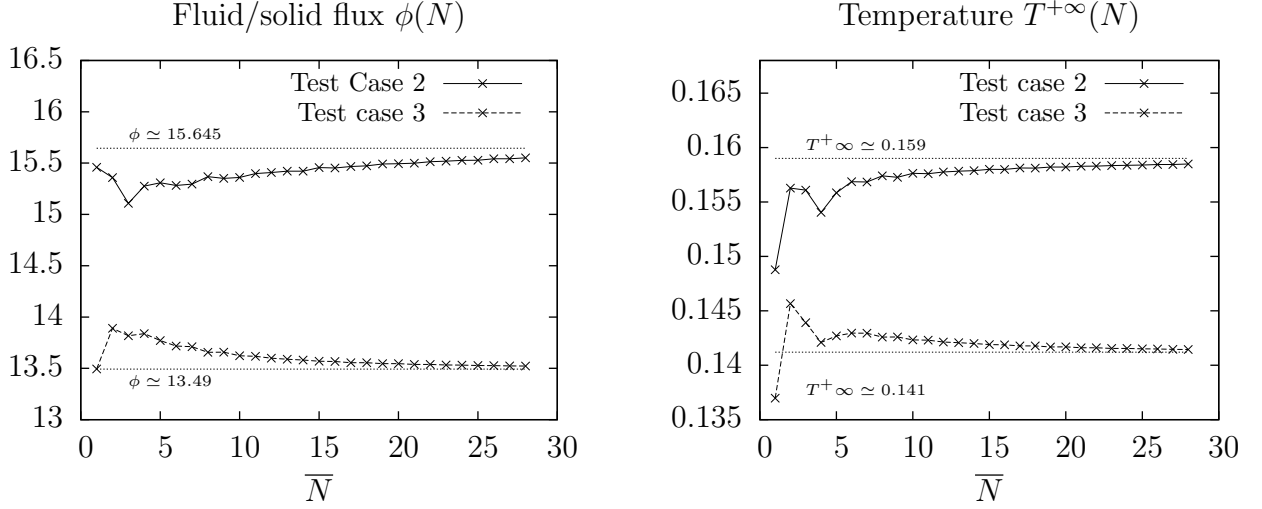 Fluid/solid flux ϕ(N)
16.5
16
15.5
15
14.5
14
13.5
13
Test Case 2
Test case 3
ϕ ≃ 15.645
ϕ ≃ 13.49
0 5 10 15 20 25 30
N̅
Temperature T⁺∞(N)
0.165
0.16
0.155
0.15
0.145
0.14
0.135
Test case 2
Test case 3
T⁺∞ ≃ 0.159
T⁺∞ ≃ 0.141
0 5 10 15 20 25 30
N̅